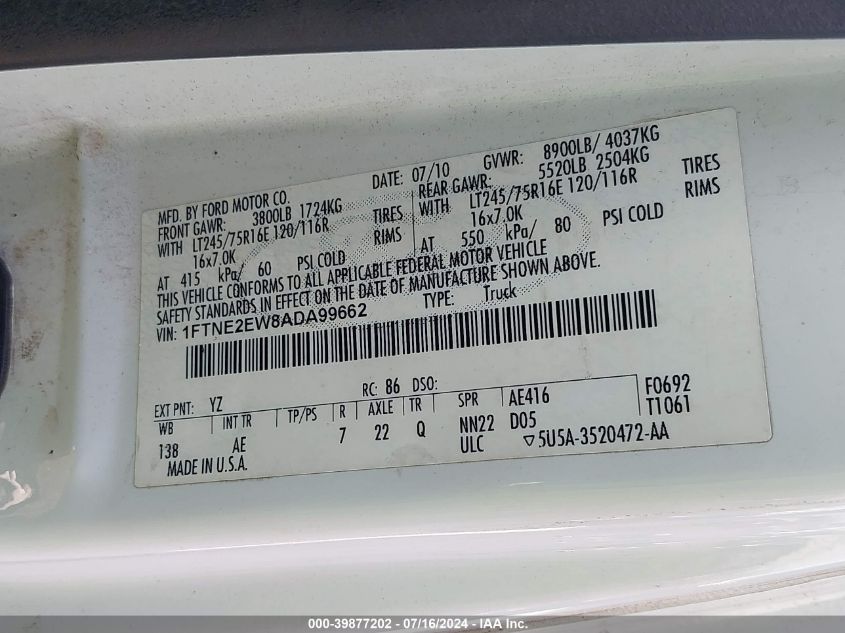 MFD. BY FORD MOTOR CO.
DATE: 07/10 GVWR: 8900LB/ 4037KG
FRONT GAWR: 3800LB 1724KG
REAR GAWR: 5520LB 2504KG
WITH LT245/75R16E 120/116R TIRES
WITH LT245/75R16E 120/116R TIRES
16x7.0K RIMS
16x7.0K RIMS
AT 415 kPa/ 60 PSI COLD
AT 550 kPa/ 80 PSI COLD
THIS VEHICLE CONFORMS TO ALL APPLICABLE FEDERAL MOTOR VEHICLE
SAFETY STANDARDS IN EFFECT ON THE DATE OF MANUFACTURE SHOWN ABOVE.
VIN: 1FTNE2EW8ADA99662 TYPE: Truck
EXT PNT: YZ RC: 86 DSO:
WB INT TR TP/PS R AXLE TR SPR AE416 F0692
138 AE 7 22 Q NN22 D05 T1061
MADE IN U.S.A. ULC ▽5U5A-3520472-AA
000-39877202 - 07/16/2024 - IAAI.COM